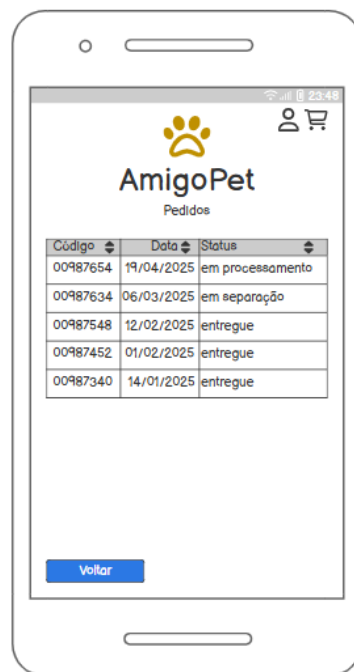 23:48
AmigoPet
Pedidos
Código Data Status
00987654 19/04/2025 em processamento
00987634 06/03/2025 em separação
00987548 12/02/2025 entregue
00987452 01/02/2025 entregue
00987340 14/01/2025 entregue
Voltar